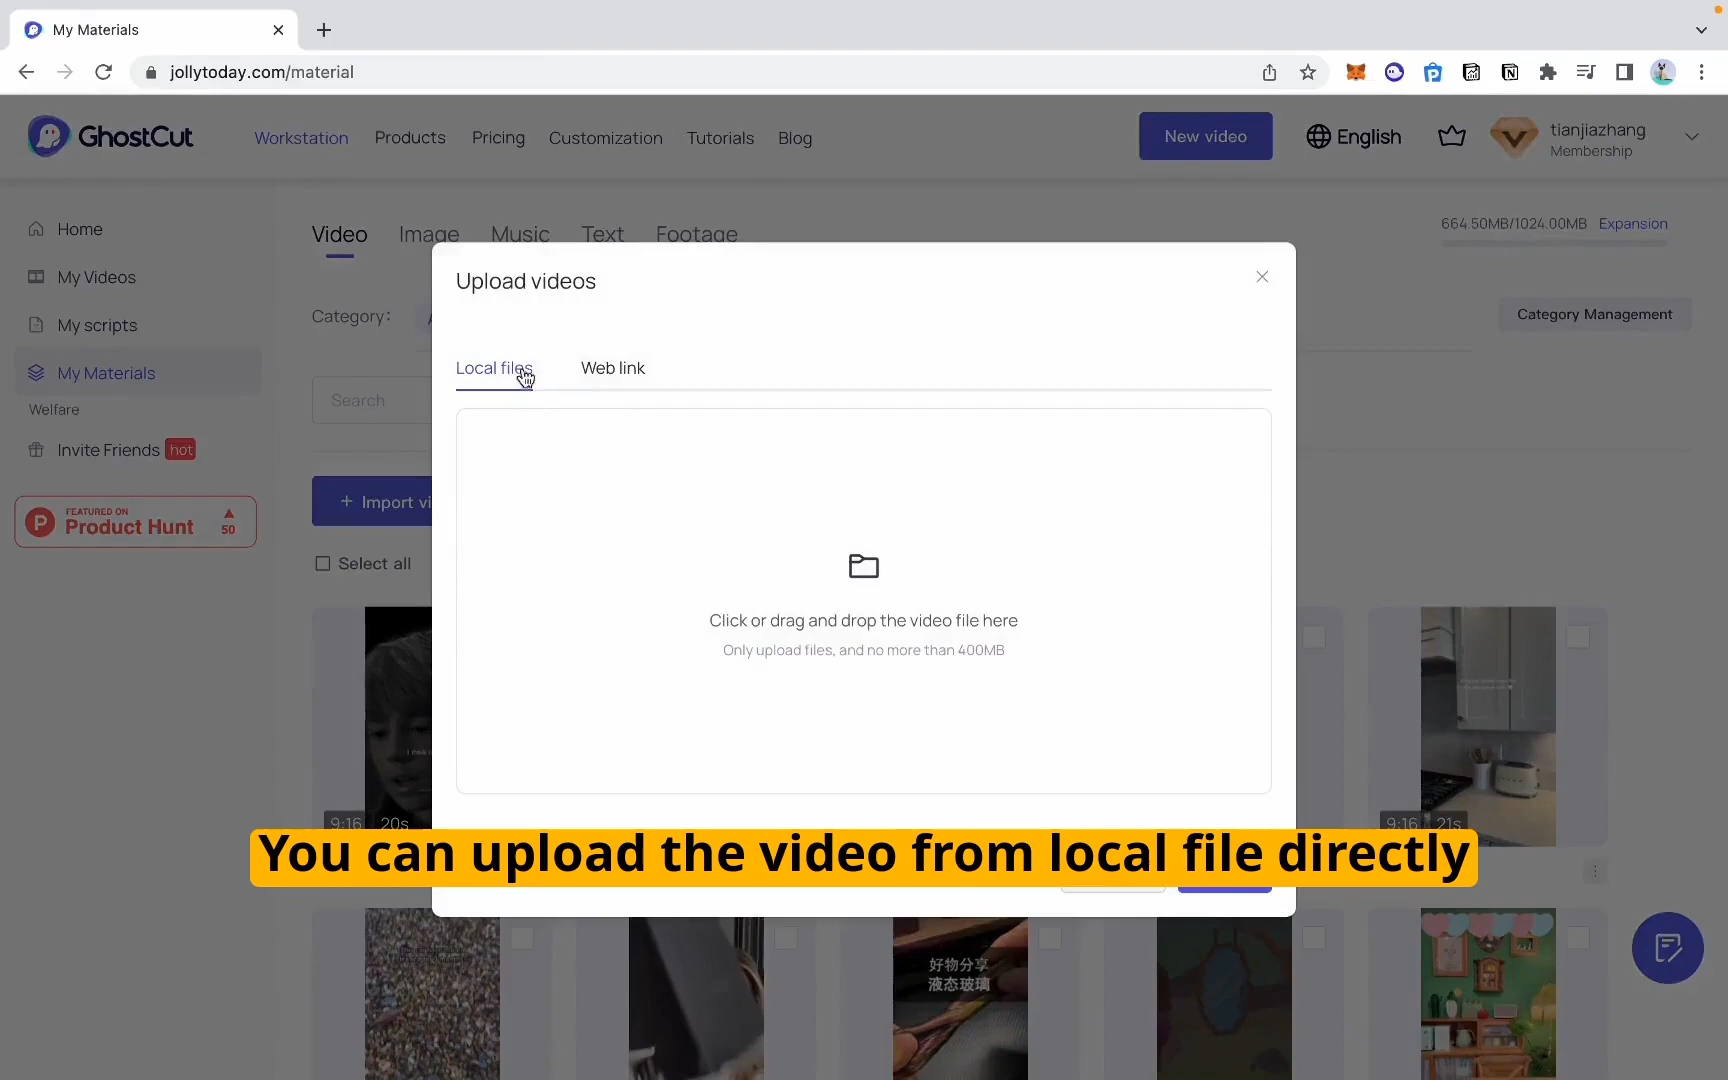 My Materials
jollytoday.com/material
GhostCut
Workstation
Products
Pricing
Customization
Tutorials
Blog
New video
English
tianjiazhang
Membership
Home
My Videos
My scripts
My Materials
Welfare
Invite Friends hot
FEATURED ON
Product Hunt
50
Video
Image
Music
Text
Footage
664.50MB/1024.00MB Expansion
Category:
Category Management
Search
+ Import vi
Select all
Upload videos
Local files
Web link
Click or drag and drop the video file here
Only upload files, and no more than 400MB
9:16 20s
9:16 21s
You can upload the video from local file directly
好物分享
液态玻璃